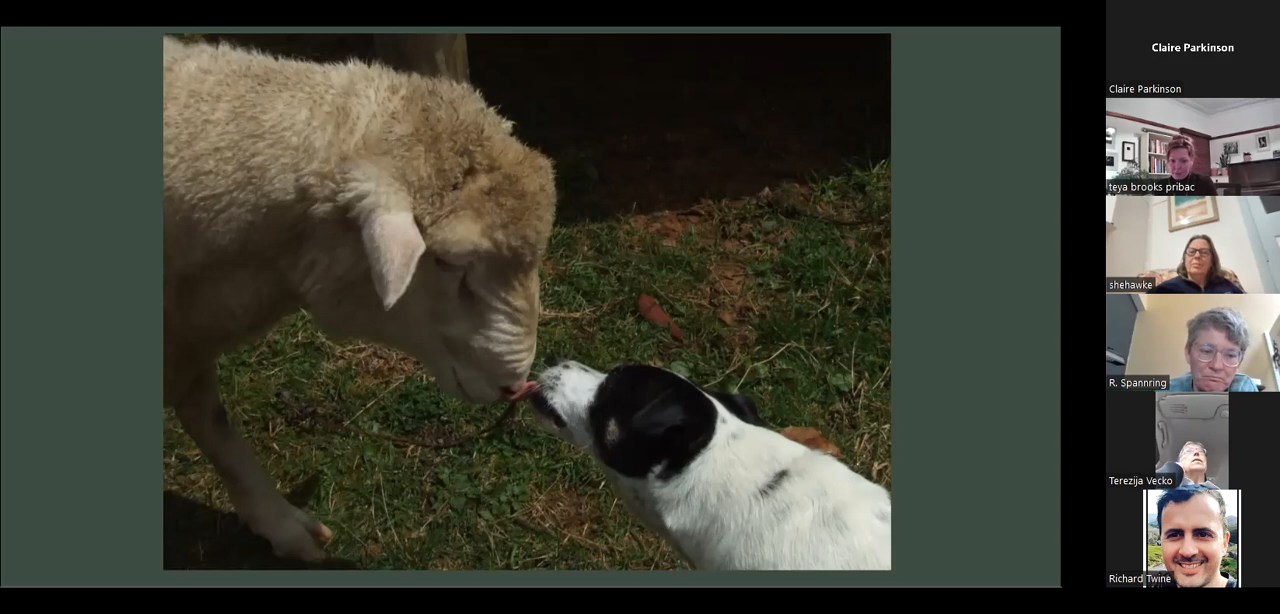 Claire Parkinson
Claire Parkinson
teya brooks pribac
shehawke
R. Spannring
Terezija Vecko
Richard Twine